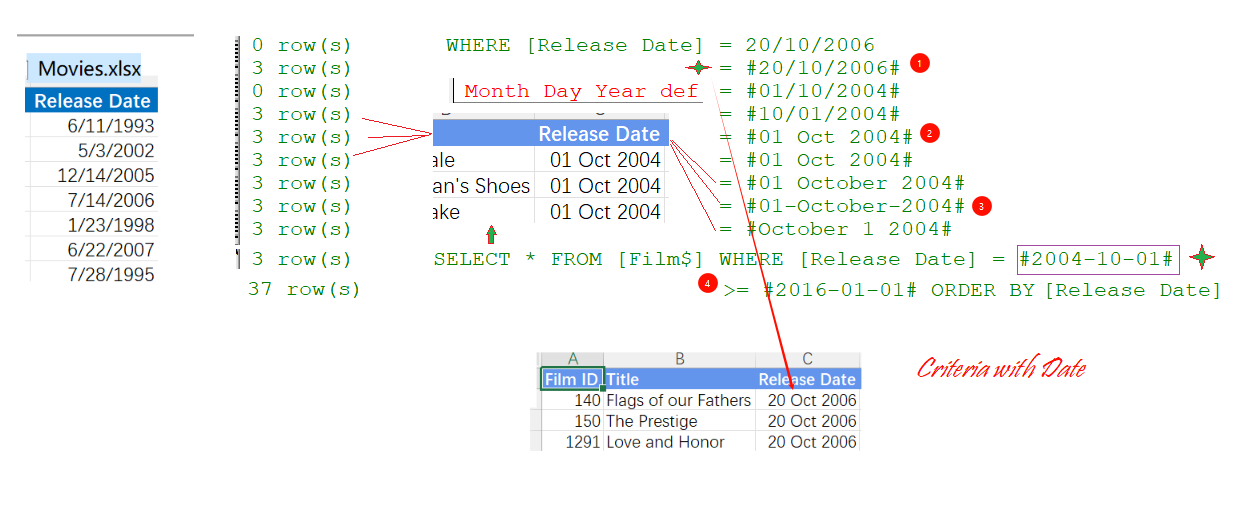 Movies.xlsx
Release Date
6/11/1993
5/3/2002
12/14/2005
7/14/2006
1/23/1998
6/22/2007
7/28/1995
0 row(s) WHERE [Release Date] = 20/10/2006
3 row(s) = #20/10/2006# 1
0 row(s) Month Day Year def = #01/10/2004#
3 row(s) = #10/01/2004#
3 row(s) = #01 Oct 2004# 2
3 row(s) = #01 Oct 2004#
3 row(s) = #01 October 2004#
3 row(s) = #01-October-2004# 3
3 row(s) = #October 1 2004#
Release Date
ale 01 Oct 2004
an's Shoes 01 Oct 2004
ake 01 Oct 2004
3 row(s) SELECT * FROM [Film$] WHERE [Release Date] = #2004-10-01#
37 row(s) 4 >= #2016-01-01# ORDER BY [Release Date]
A B C
Film ID Title Release Date
140 Flags of our Fathers 20 Oct 2006
150 The Prestige 20 Oct 2006
1291 Love and Honor 20 Oct 2006
Criteria with Date